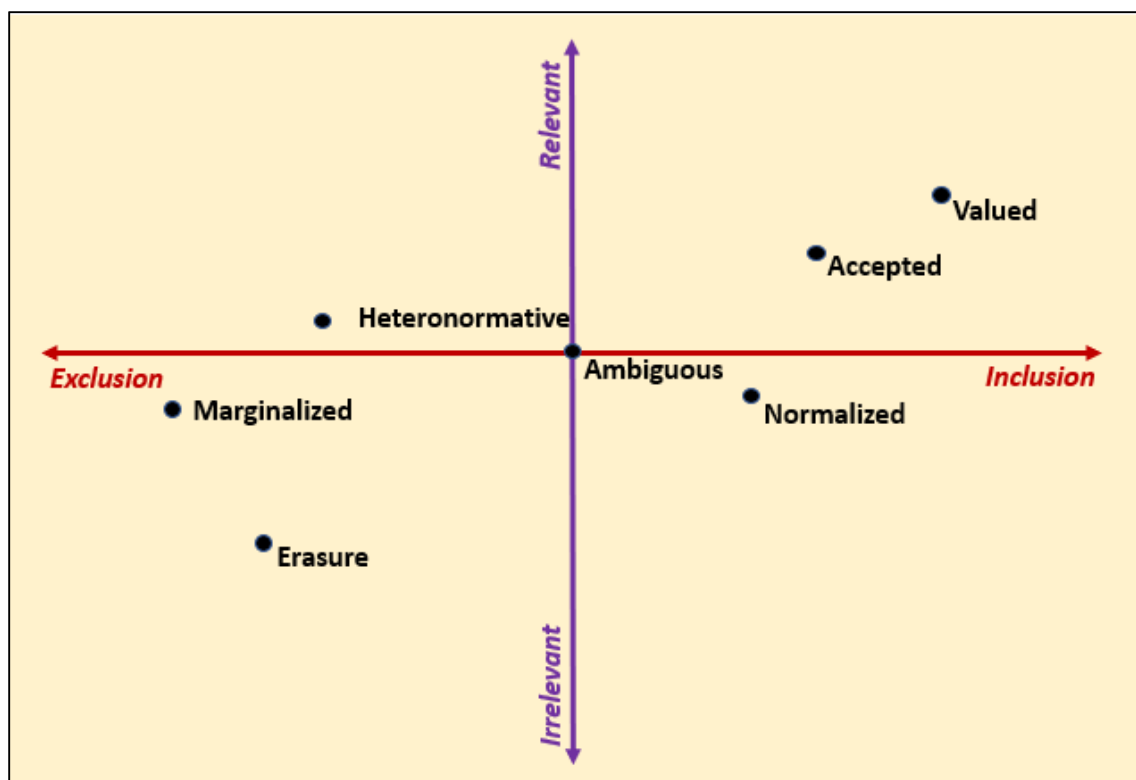 Relevant
Valued
Accepted
Heteronormative
Ambiguous
Exclusion
Inclusion
Marginalized
Normalized
Erasure
Irrelevant